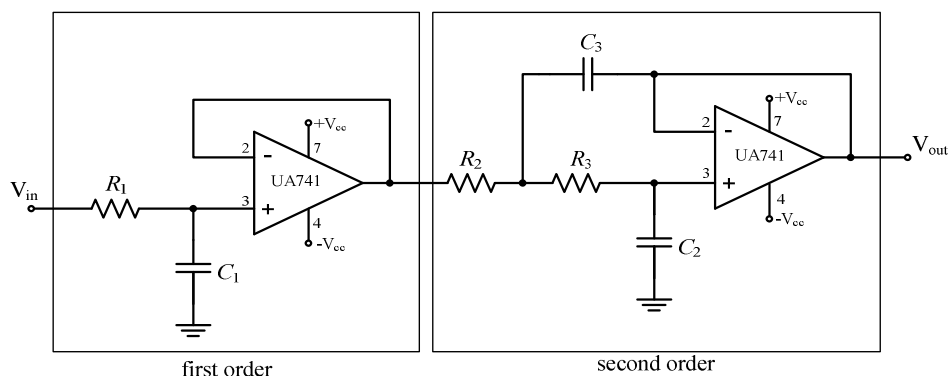 C3
+Vcc
7
2
-
UA741
Vout
R2
R3
3
+
4
-Vcc
C2
+Vcc
7
2
-
UA741
Vin
R1
3
+
4
-Vcc
C1
first order
second order